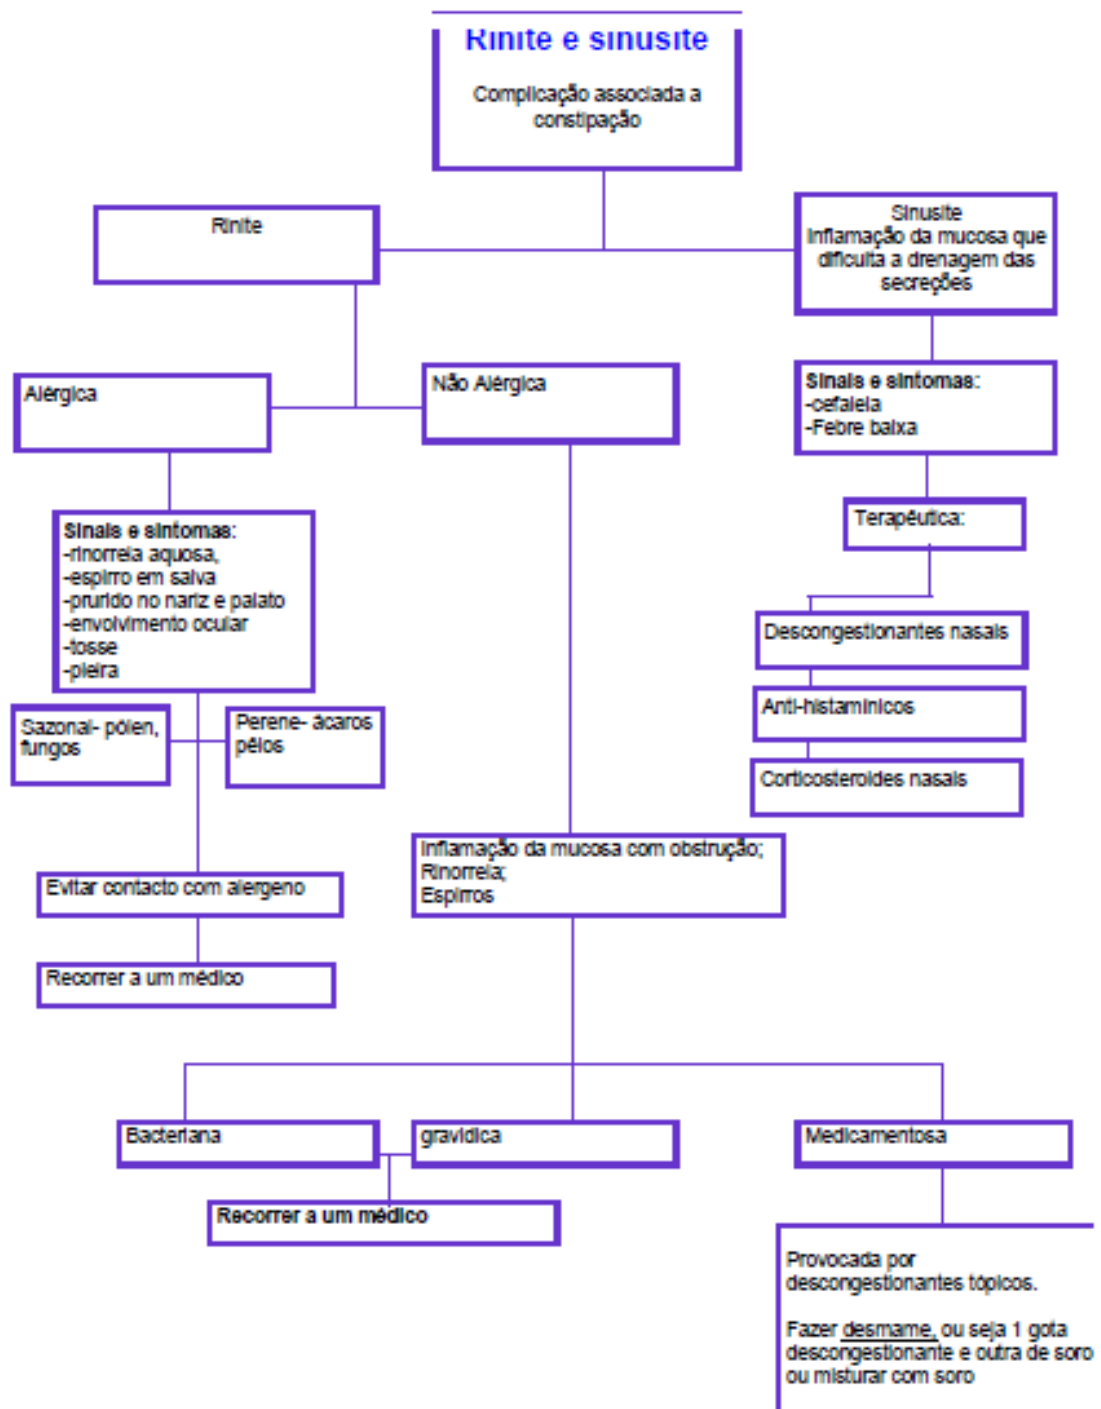 Rinite e sinusite
Complicação associada a
constipação
Rinite
Sinusite
Inflamação da mucosa que
dificulta a drenagem das
secreções
Alérgica
Não Alérgica
Sinais e sintomas:
-cefaleia
-Febre baixa
Terapêutica:
Sinais e sintomas:
-rinorreia aquosa,
-espirro em salva
-prurido no nariz e palato
-envolvimento ocular
-tosse
-pieira
Descongestionantes nasais
Anti-histamínicos
Corticosteroides nasais
Sazonal- pólen,
fungos
Perene- ácaros
pêlos
Inflamação da mucosa com obstrução;
Rinorreia;
Espirros
Evitar contacto com alergeno
Recorrer a um médico
Bacteriana
gravidica
Medicamentosa
Recorrer a um médico
Provocada por
descongestionantes tópicos.
Fazer desmame, ou seja 1 gota
descongestionante e outra de soro
ou misturar com soro